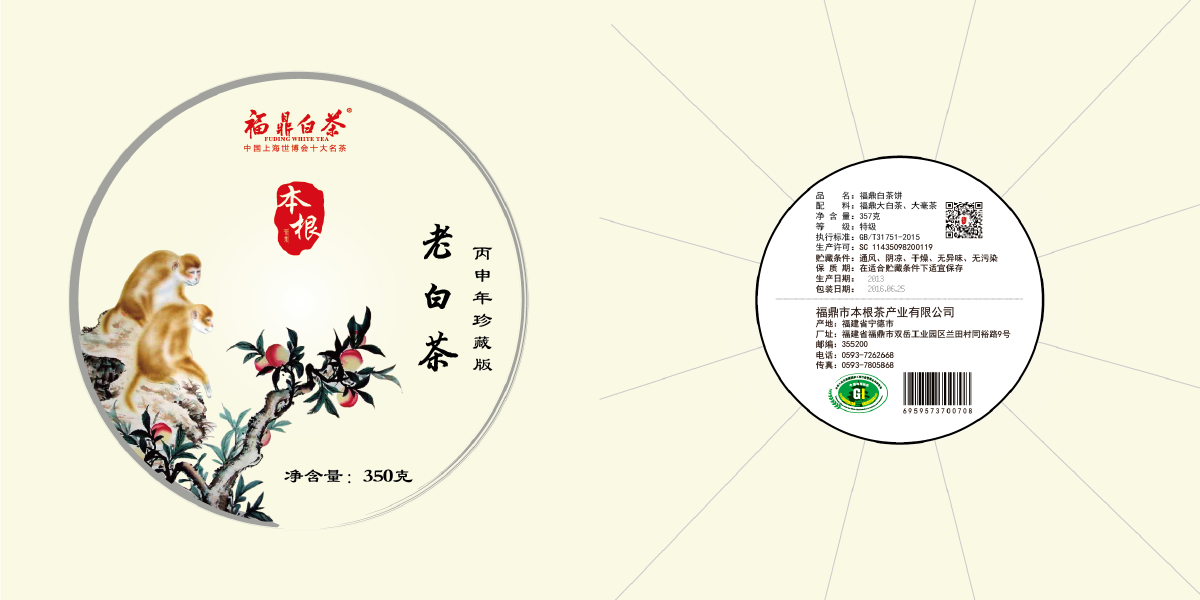 福鼎白茶®
FUDING WHITE TEA
中国上海世博会十大名茶
本根
老白茶
丙申年珍藏版
净含量：350克
品　　名：福鼎白茶饼
配　　料：福鼎大白茶、大毫茶
净 含 量：357克
等　　级：特级
执行标准：GB/T31751-2015
生产许可：SC 11435098200119
贮藏条件：通风、阴凉、干燥、无异味、无污染
保 质 期：在适合贮藏条件下适宜保存
生产日期： 2013
包装日期： 2016.06.25
福鼎市本根茶产业有限公司
产地：福建省宁德市
厂址：福建省福鼎市双岳工业园区兰田村同裕路9号
邮编：355200
电话：0593-7262668
传真：0593-7805868
GI
6959573700708